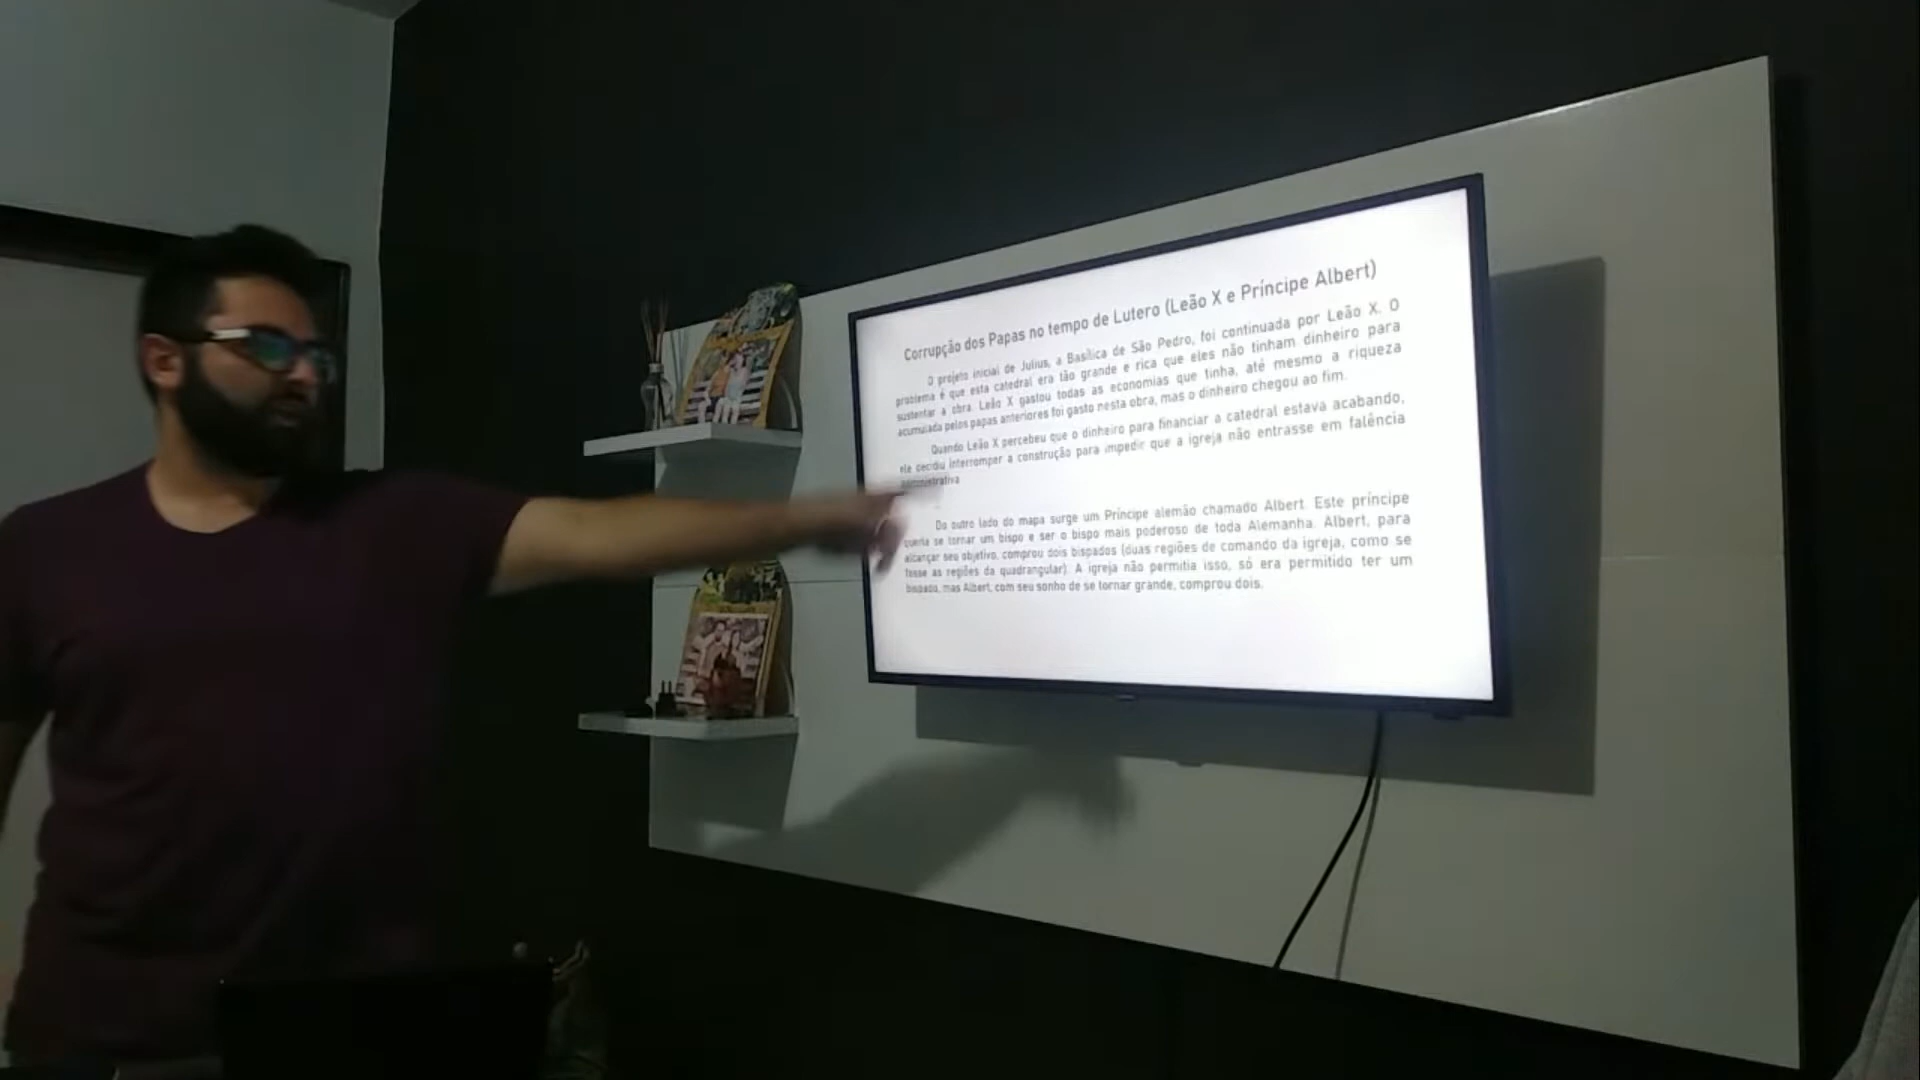 Corrupção dos Papas no tempo de Lutero (Leão X e Príncipe Albert)
O projeto inicial de Julius, a Basílica de São Pedro, foi continuada por Leão X. O
problema é que esta catedral era tão grande e rica que eles não tinham dinheiro para
sustentar a obra. Leão X gastou todas as economias que tinha, até mesmo a riqueza
acumulada pelos papas anteriores foi gasto nesta obra, mas o dinheiro chegou ao fim.
Quando Leão X percebeu que o dinheiro para financiar a catedral estava acabando,
ele decidiu interromper a construção para impedir que a igreja não entrasse em falência
administrativa
Do outro lado do mapa surge um Príncipe alemão chamado Albert. Este príncipe
queria se tornar um bispo e ser o bispo mais poderoso de toda Alemanha. Albert, para
alcançar seu objetivo, comprou dois bispados (duas regiões de comando da igreja, como se
fosse as regiões da quadrangular). A igreja não permitia isso, só era permitido ter um
bispado, mas Albert, com seu sonho de se tornar grande, comprou dois.